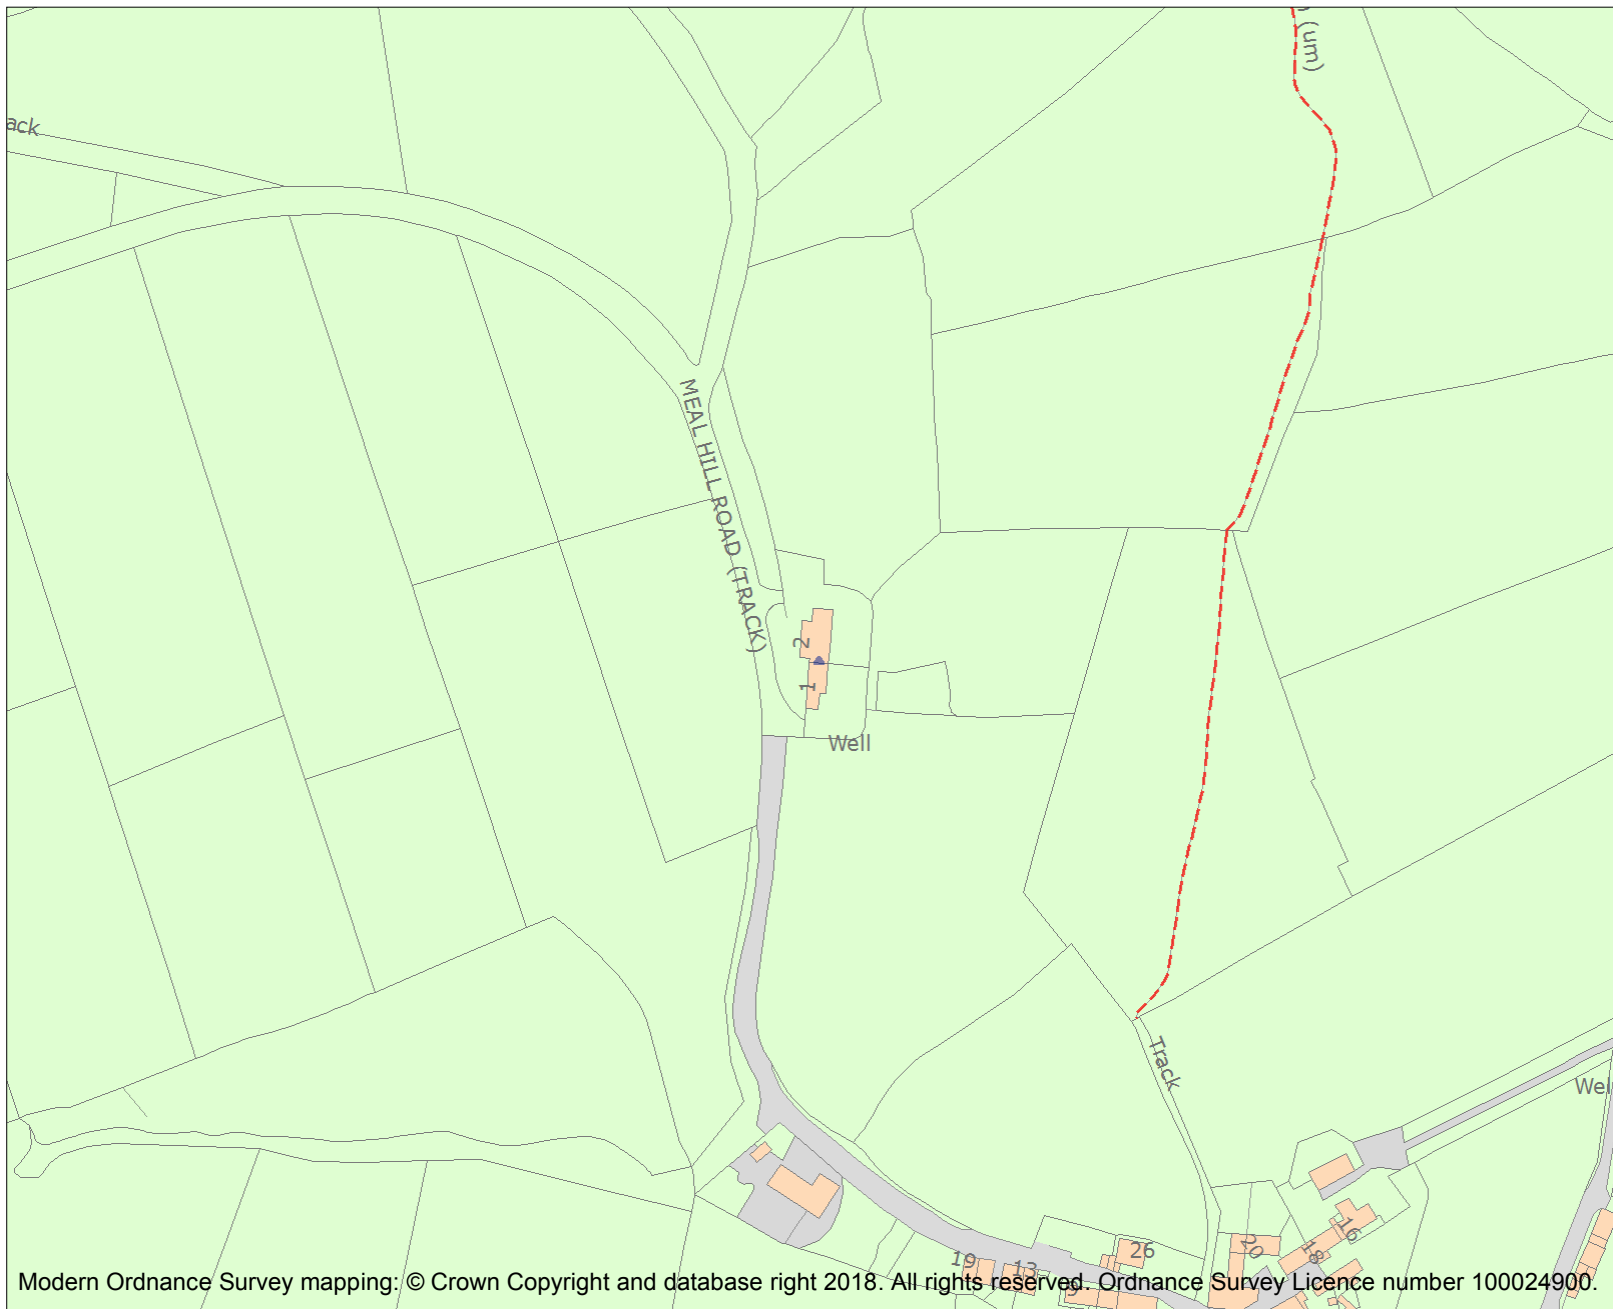 (um)
ack
MEAL HILL ROAD (TRACK)
2
1
Well
Track
Wel
19
13
9
26
20
18
16
Modern Ordnance Survey mapping: © Crown Copyright and database right 2018. All rights reserved. Ordnance Survey Licence number 100024900.